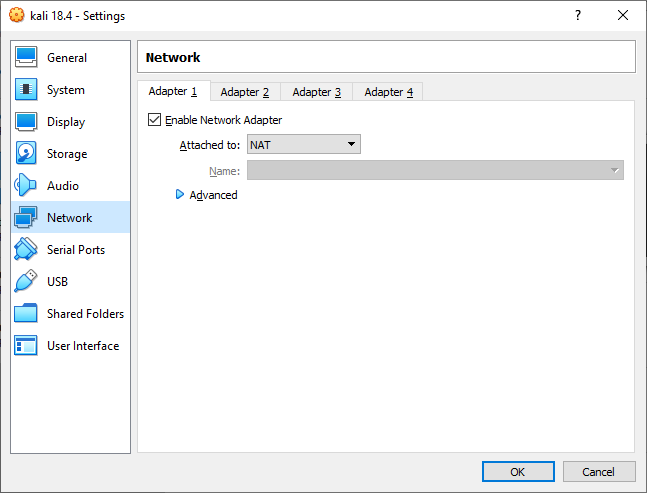 kali 18.4 - Settings
?
General
System
Display
Storage
Audio
Network
Serial Ports
USB
Shared Folders
User Interface
Network
Adapter 1 Adapter 2 Adapter 3 Adapter 4
Enable Network Adapter
Attached to: NAT
Name:
Advanced
OK Cancel